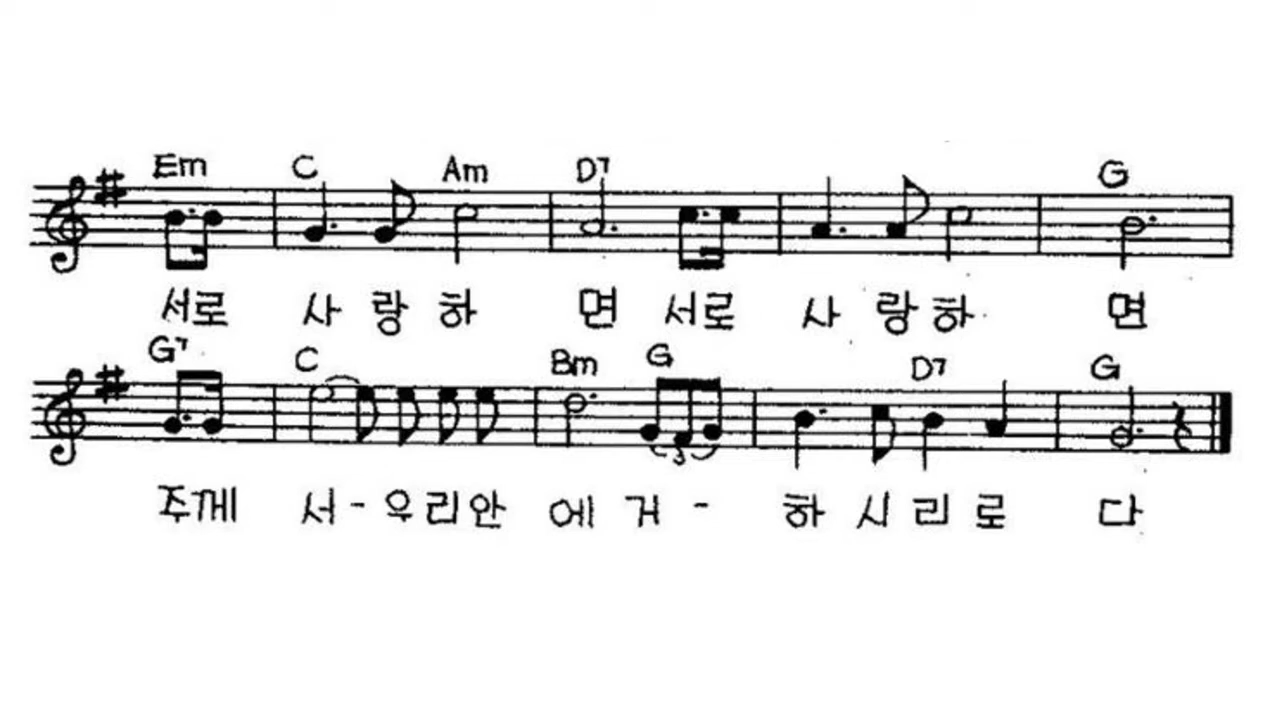 Em C Am D7 G
서로 사 랑 하 면 서로 사 랑 하 면
G7 C Bm G D7 G
3
주께 서 - 우 리 안 에 거 - 하 시 리 로 다